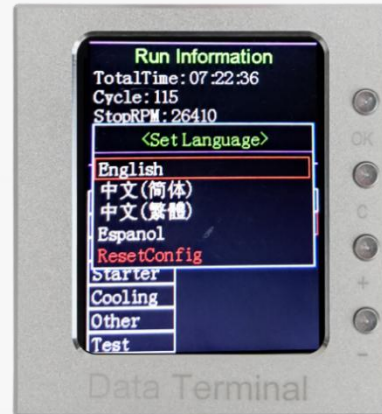 Run Information
TotalTime:07:22:36
Cycle:115
StopRPM:26410
<Set Language>
English
中文(简体)
中文(繁體)
Espanol
ResetConfig
Starter
Cooling
Other
Test
OK
C
+
-
Data Terminal